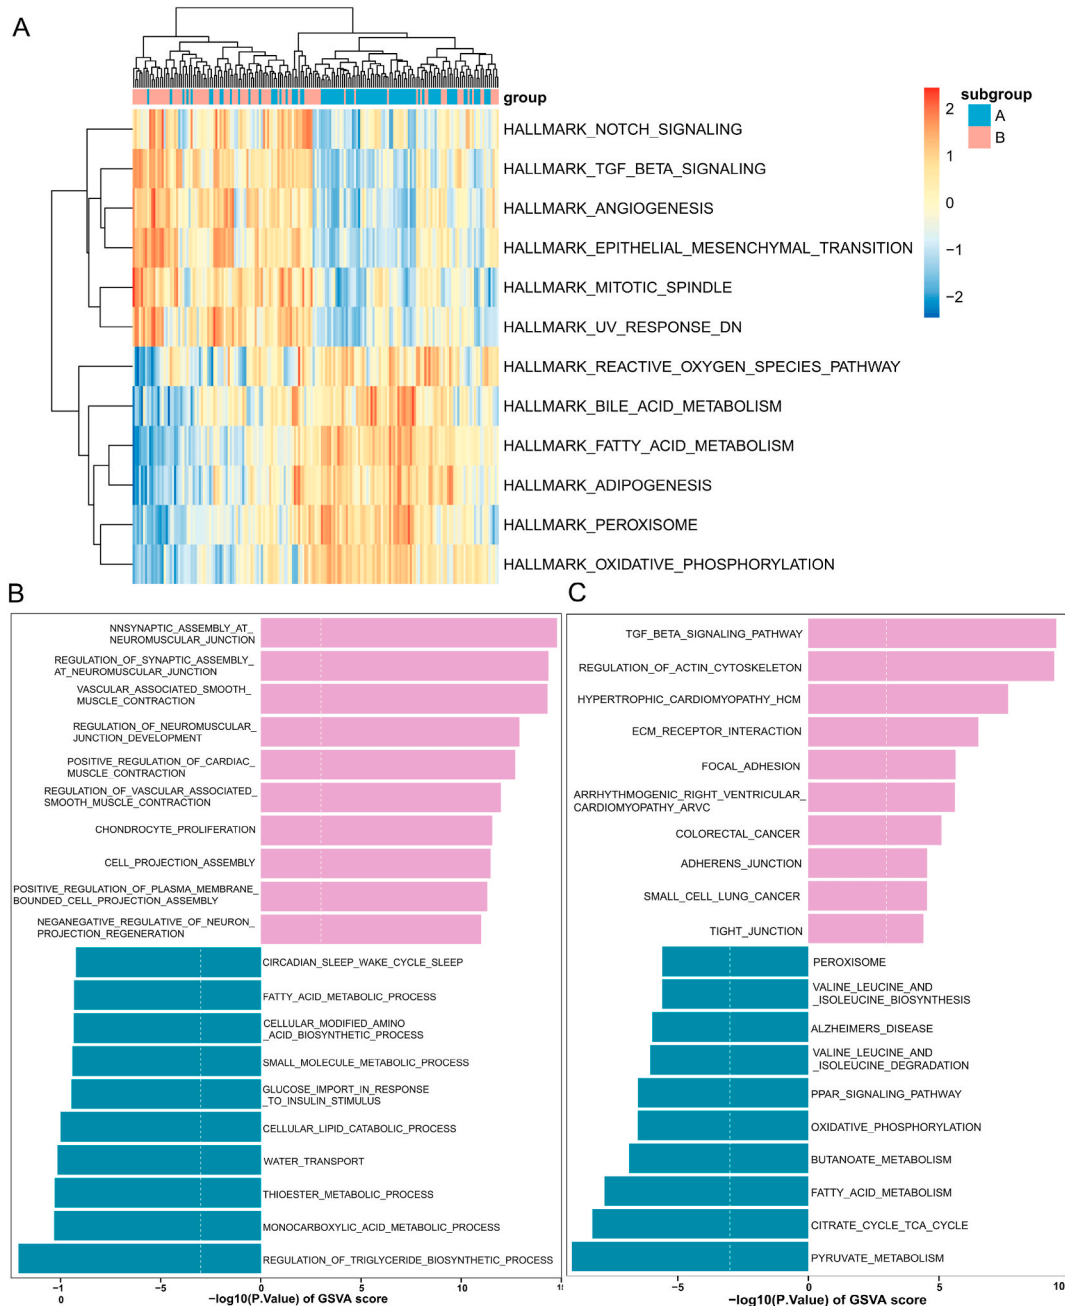 A
group
HALLMARK_NOTCH_SIGNALING
HALLMARK_TGF_BETA_SIGNALING
HALLMARK_ANGIOGENESIS
HALLMARK_EPITHELIAL_MESENCHYMAL_TRANSITION
HALLMARK_MITOTIC_SPINDLE
HALLMARK_UV_RESPONSE_DN
HALLMARK_REACTIVE_OXYGEN_SPECIES_PATHWAY
HALLMARK_BILE_ACID_METABOLISM
HALLMARK_FATTY_ACID_METABOLISM
HALLMARK_ADIPOGENESIS
HALLMARK_PEROXISOME
HALLMARK_OXIDATIVE_PHOSPHORYLATION
2
1
0
−1
−2
subgroup
A
B
B
NNSYNAPTIC_ASSEMBLY_AT_
NEUROMUSCULAR_JUNCTION
REGULATION_OF_SYNAPTIC_ASSEMBLY_
AT_NEUROMUSCULAR_JUNCTION
VASCULAR_ASSOCIATED_SMOOTH_
MUSCLE_CONTRACTION
REGULATION_OF_NEUROMUSCULAR_
JUNCTION_DEVELOPMENT
POSITIVE_REGULATION_OF_CARDIAC_
MUSCLE_CONTRACTION
REGULATION_OF_VASCULAR_ASSOCIATED_
SMOOTH_MUSCLE_CONTRACTION
CHONDROCYTE_PROLIFERATION
CELL_PROJECTION_ASSEMBLY
POSITIVE_REGULATION_OF_PLASMA_MEMBRANE_
BOUNDED_CELL_PROJECTION_ASSEMBLY
NEGANEGATIVE_REGULATIVE_OF_NEURON_
PROJECTION_REGENERATION
CIRCADIAN_SLEEP_WAKE_CYCLE_SLEEP
FATTY_ACID_METABOLIC_PROCESS
CELLULAR_MODIFIED_AMINO
_ACID_BIOSYNTHETIC_PROCESS
SMALL_MOLECULE_METABOLIC_PROCESS
GLUCOSE_IMPORT_IN_RESPONSE
_TO_INSULIN_STIMULUS
CELLULAR_LIPID_CATABOLIC_PROCESS
WATER_TRANSPORT
THIOESTER_METABOLIC_PROCESS
MONOCARBOXYLIC_ACID_METABOLIC_PROCESS
REGULATION_OF_TRIGLYCERIDE_BIOSYNTHETIC_PROCESS
−1
0
−5
0
5
10
−log10(P.Value) of GSVA score
C
TGF_BETA_SIGNALING_PATHWAY
REGULATION_OF_ACTIN_CYTOSKELETON
HYPERTROPHIC_CARDIOMYOPATHY_HCM
ECM_RECEPTOR_INTERACTION
FOCAL_ADHESION
ARRHYTHMOGENIC_RIGHT_VENTRICULAR_
CARDIOMYOPATHY_ARVC
COLORECTAL_CANCER
ADHERENS_JUNCTION
SMALL_CELL_LUNG_CANCER
TIGHT_JUNCTION
PEROXISOME
VALINE_LEUCINE_AND
_ISOLEUCINE_BIOSYNTHESIS
ALZHEIMERS_DISEASE
VALINE_LEUCINE_AND
_ISOLEUCINE_DEGRADATION
PPAR_SIGNALING_PATHWAY
OXIDATIVE_PHOSPHORYLATION
BUTANOATE_METABOLISM
FATTY_ACID_METABOLISM
CITRATE_CYCLE_TCA_CYCLE
PYRUVATE_METABOLISM
−5
0
5
10
−log10(P.Value) of GSVA score